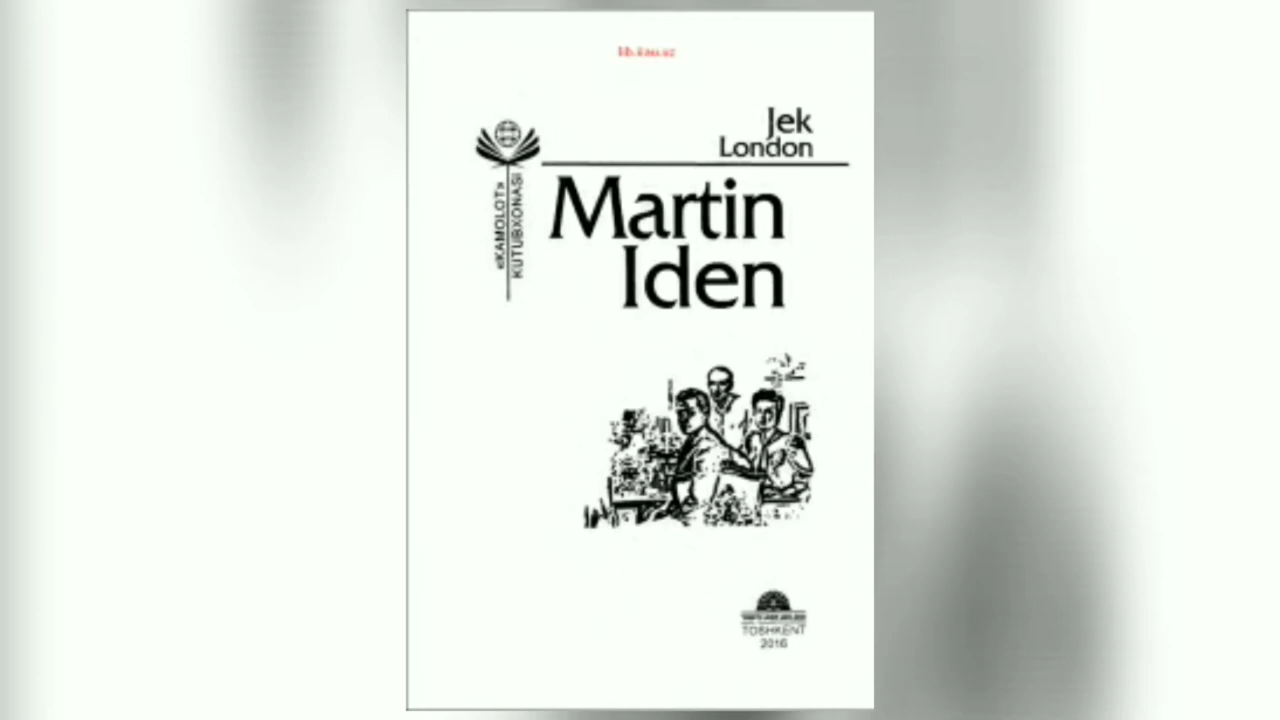 Jek
London
«KAMOLOT»
KUTUBXONASI
Martin
Iden
TOSHKENT
2016